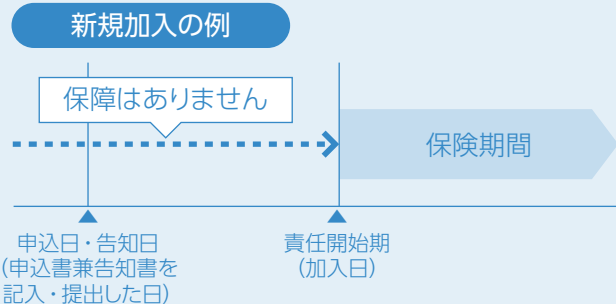 新規加入の例
保障はありません
保険期間
申込日・告知日
(申込書兼告知書を
記入・提出した日)
責任開始期
(加入日)